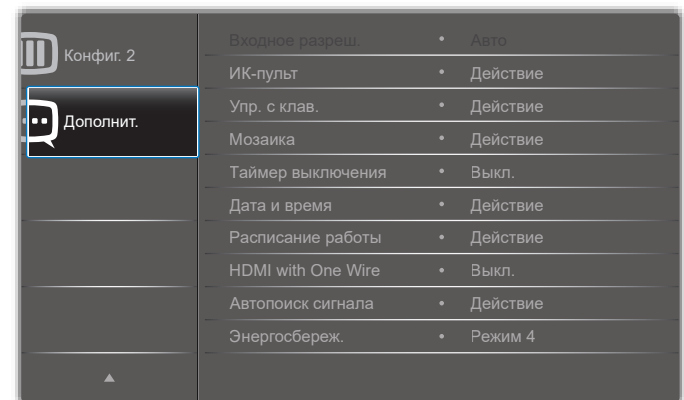 Конфиг. 2
Дополнит.
Входное разреш. • Авто
ИК-пульт • Действие
Упр. с клав. • Действие
Мозаика • Действие
Таймер выключения • Выкл.
Дата и время • Действие
Расписание работы • Действие
HDMI with One Wire • Выкл.
Автопоиск сигнала • Действие
Энергосбереж. • Режим 4